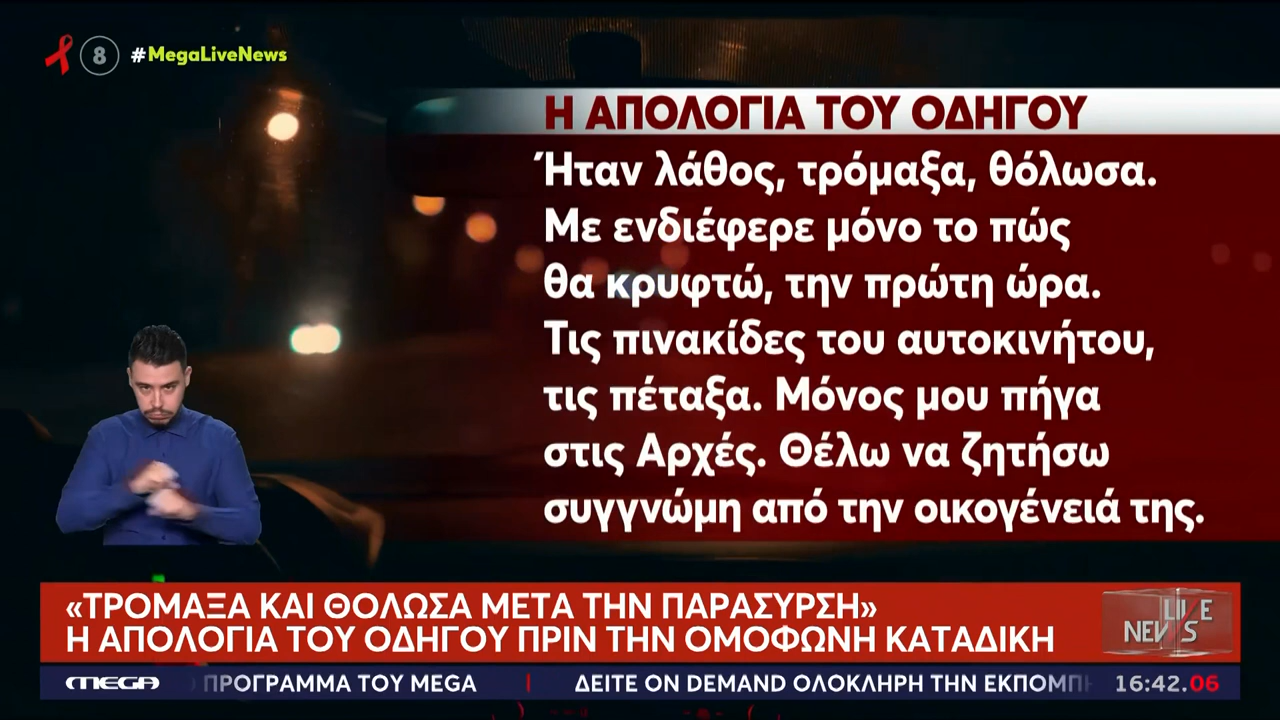 8 #MegaLiveNews
Η ΑΠΟΛΟΓΙΑ ΤΟΥ ΟΔΗΓΟΥ
Ήταν λάθος, τρόμαξα, θόλωσα.
Με ενδιέφερε μόνο το πώς
θα κρυφτώ, την πρώτη ώρα.
Τις πινακίδες του αυτοκινήτου,
τις πέταξα. Μόνος μου πήγα
στις Αρχές. Θέλω να ζητήσω
συγγνώμη από την οικογένειά της.
«ΤΡΟΜΑΞΑ ΚΑΙ ΘΟΛΩΣΑ ΜΕΤΑ ΤΗΝ ΠΑΡΑΣΥΡΣΗ»
Η ΑΠΟΛΟΓΙΑ ΤΟΥ ΟΔΗΓΟΥ ΠΡΙΝ ΤΗΝ ΟΜΟΦΩΝΗ ΚΑΤΑΔΙΚΗ
LIVE
NEWS
MEGA ΠΡΟΓΡΑΜΜΑ ΤΟΥ MEGA | ΔΕΙΤΕ ON DEMAND ΟΛΟΚΛΗΡΗ ΤΗΝ ΕΚΠΟΜΠ 16:42.06